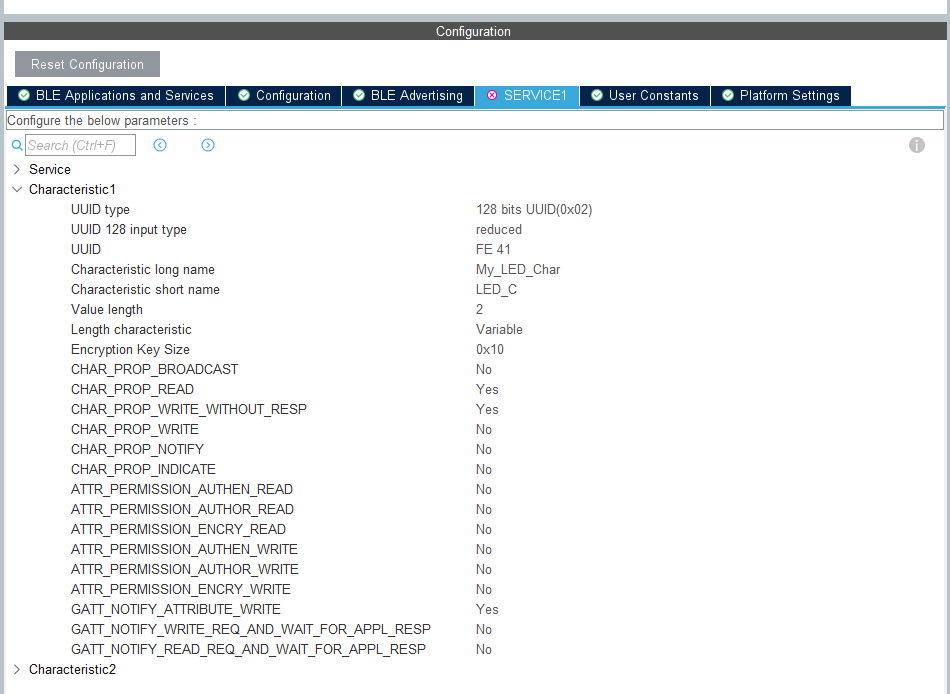 Configuration
Reset Configuration
BLE Applications and Services Configuration BLE Advertising SERVICE1 User Constants Platform Settings
Configure the below parameters :
Search (Ctrl+F)
Service
Characteristic1
UUID type 128 bits UUID(0x02)
UUID 128 input type reduced
UUID FE 41
Characteristic long name My_LED_Char
Characteristic short name LED_C
Value length 2
Length characteristic Variable
Encryption Key Size 0x10
CHAR_PROP_BROADCAST No
CHAR_PROP_READ Yes
CHAR_PROP_WRITE_WITHOUT_RESP Yes
CHAR_PROP_WRITE No
CHAR_PROP_NOTIFY No
CHAR_PROP_INDICATE No
ATTR_PERMISSION_AUTHEN_READ No
ATTR_PERMISSION_AUTHOR_READ No
ATTR_PERMISSION_ENCRY_READ No
ATTR_PERMISSION_AUTHEN_WRITE No
ATTR_PERMISSION_AUTHOR_WRITE No
ATTR_PERMISSION_ENCRY_WRITE No
GATT_NOTIFY_ATTRIBUTE_WRITE Yes
GATT_NOTIFY_WRITE_REQ_AND_WAIT_FOR_APPL_RESP No
GATT_NOTIFY_READ_REQ_AND_WAIT_FOR_APPL_RESP No
Characteristic2